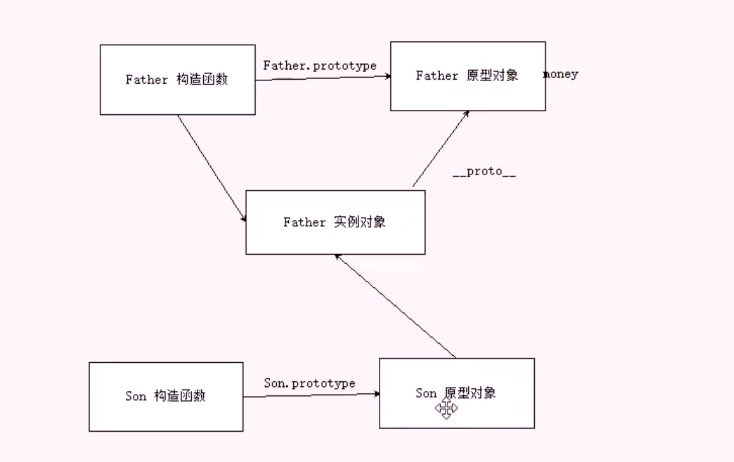 Father 构造函数
Father.prototype
Father 原型对象
money
__proto__
Father 实例对象
Son 构造函数
Son.prototype
Son 原型对象